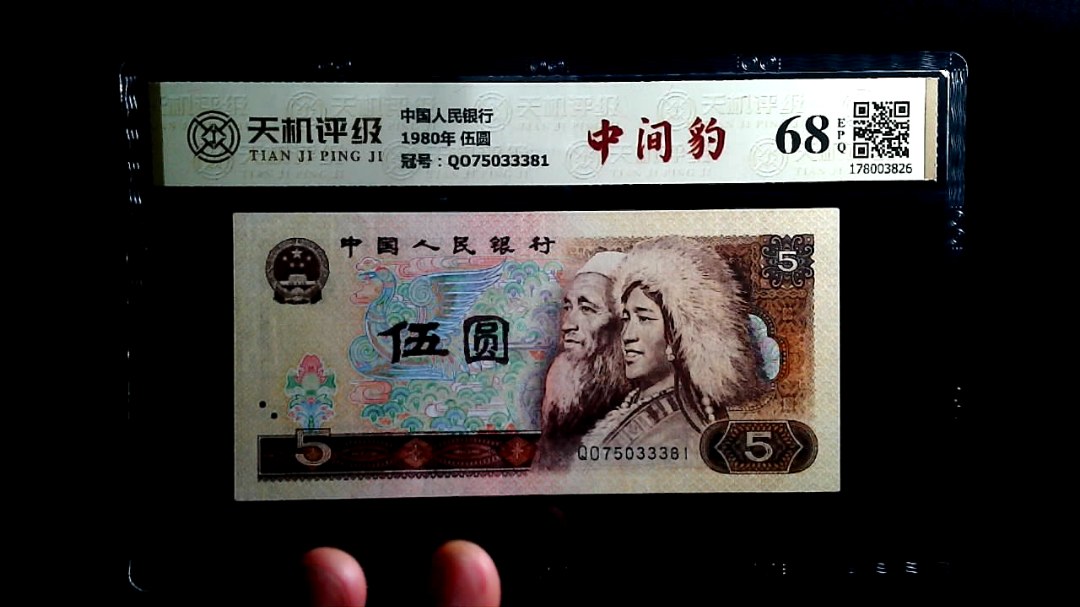 天机评级
TIAN JI PING JI
中国人民银行
1980年 伍圆
冠号：QO75033381
中间豹
68
EPQ
178003826
中国人民银行
5
伍圆
5
QO75033381
5